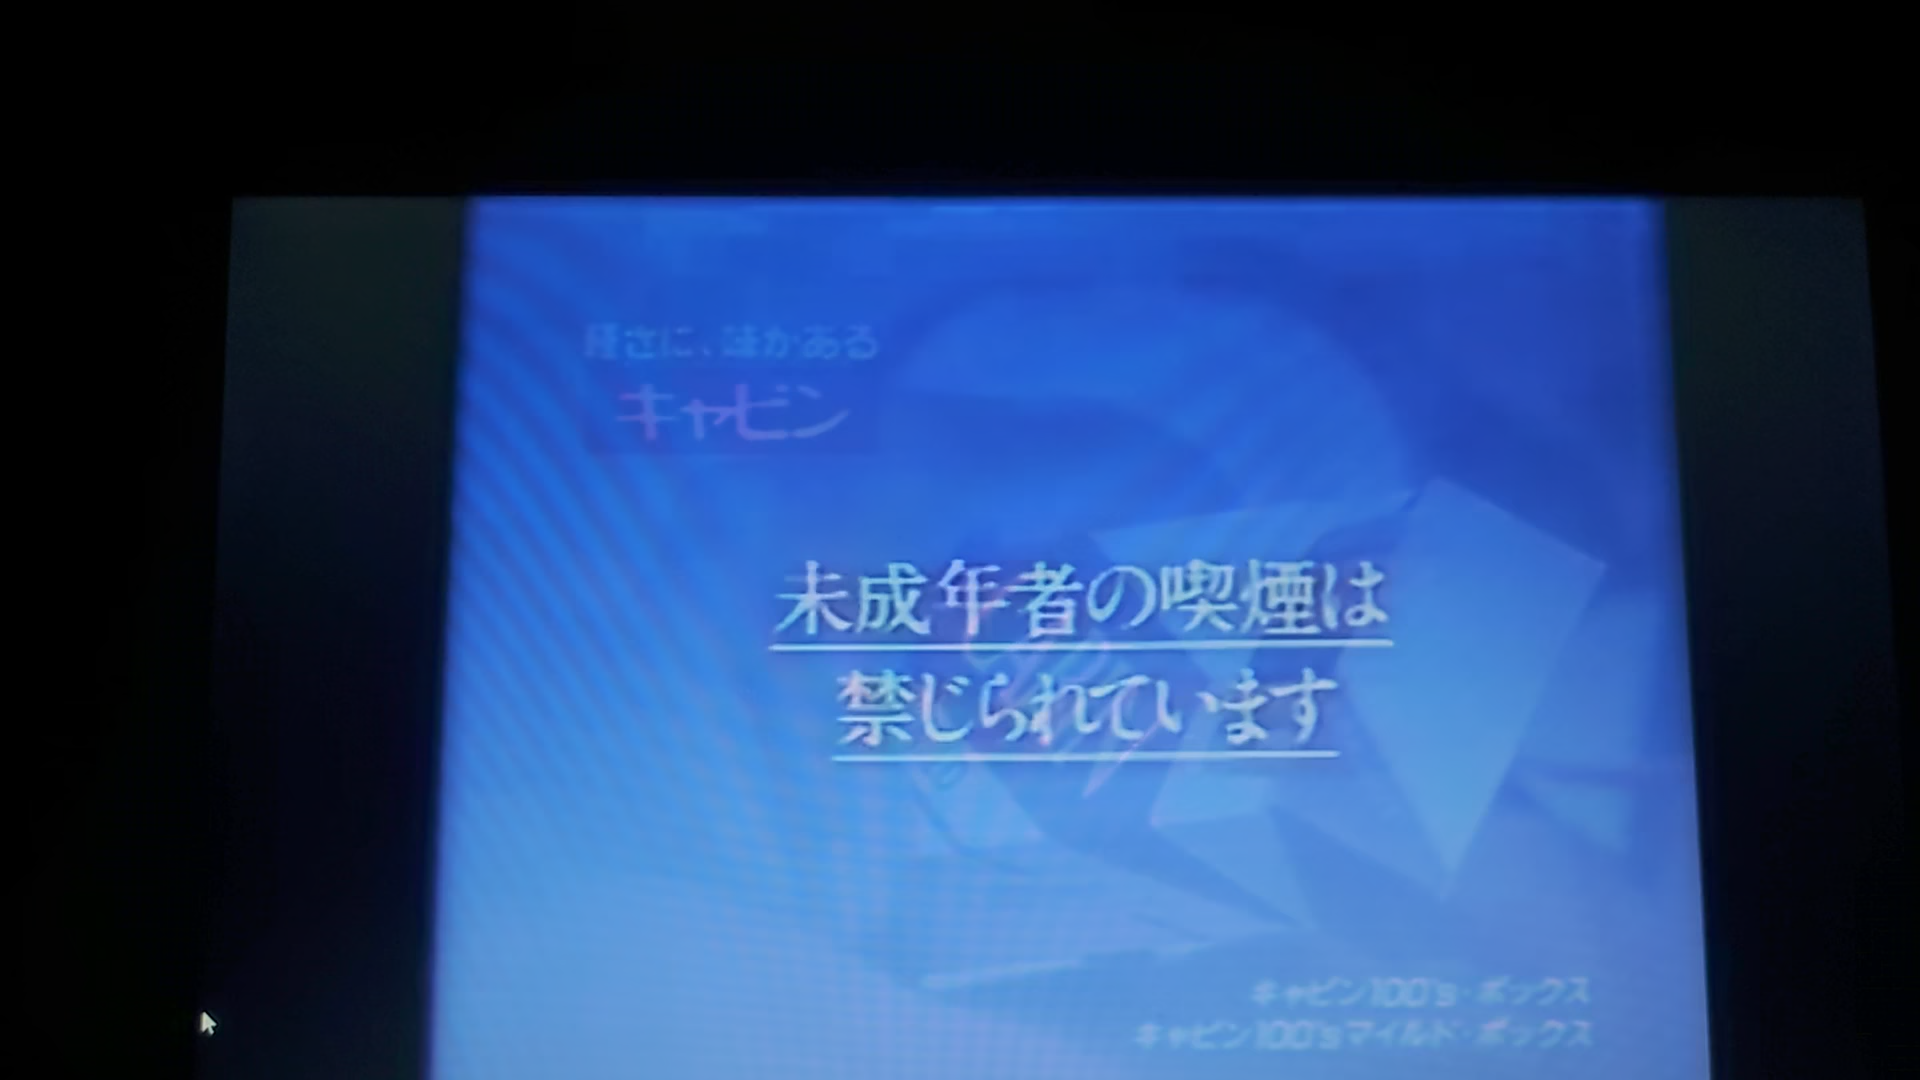 さに、味がある
キャビン
未成年者の喫煙は
禁じられています
キャビン100's・ボックス
キャビン100'sマイルド・ボックス